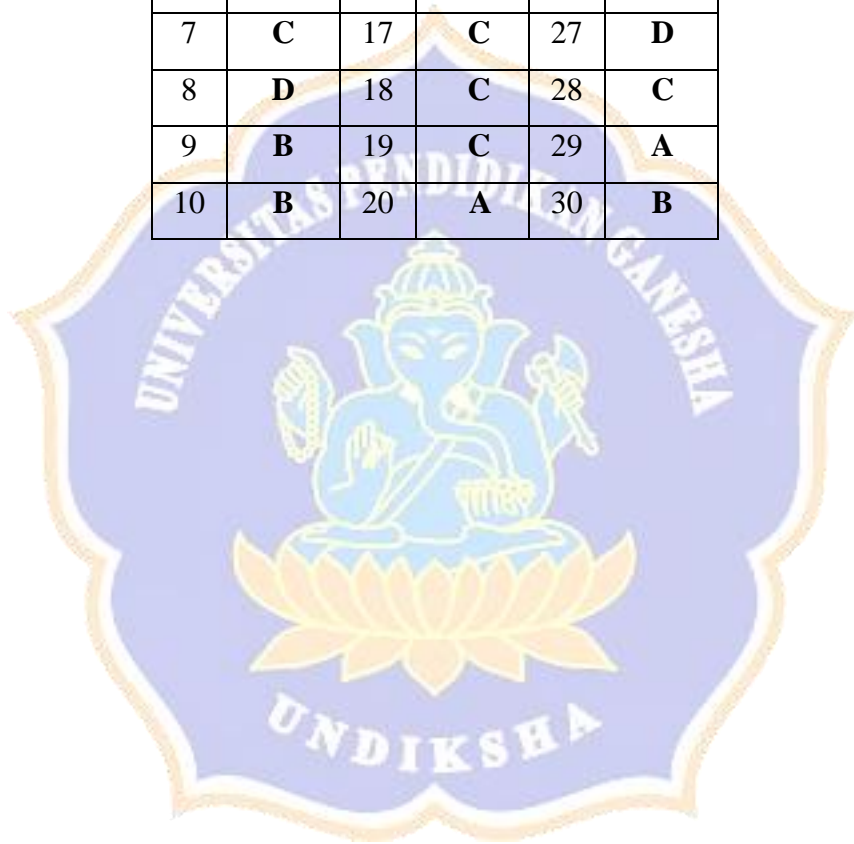 7 C 17 C 27 D
8 D 18 C 28 C
9 B 19 C 29 A
10 B 20 A 30 B
UNIVERSITAS PENDIDIKAN GANESHA
UNDIKSHA